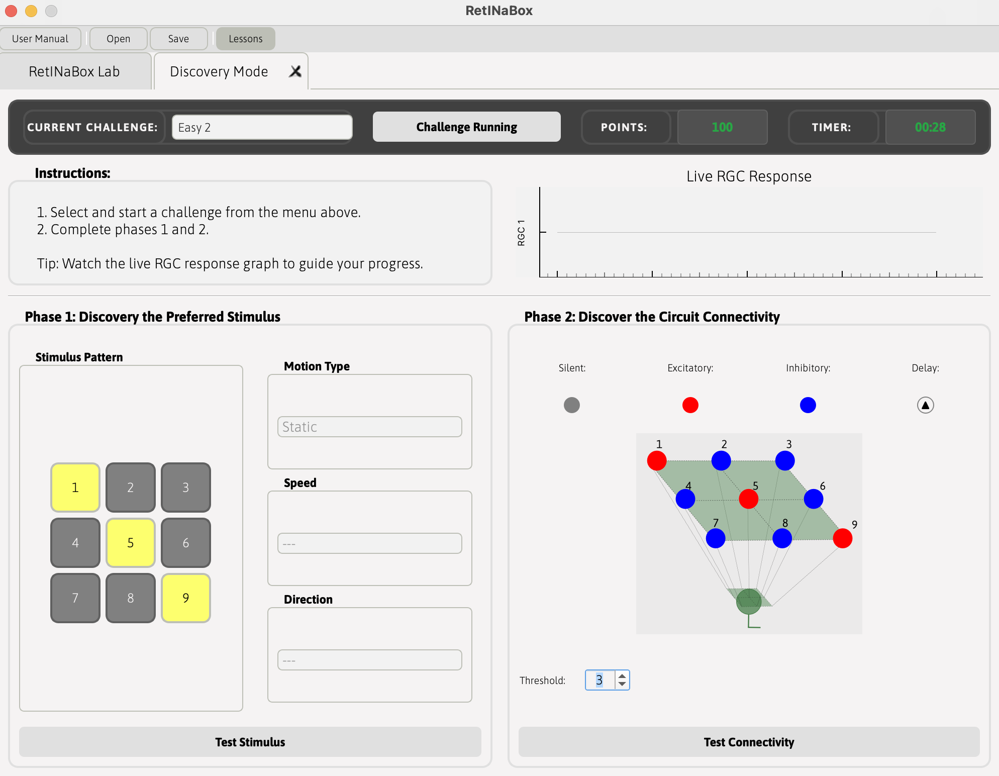 RetINaBox
User Manual
Open
Save
Lessons
RetINaBox Lab
Discovery Mode
CURRENT CHALLENGE:
Easy 2
Challenge Running
POINTS:
100
TIMER:
00:28
Instructions:
1. Select and start a challenge from the menu above.
2. Complete phases 1 and 2.
Tip: Watch the live RGC response graph to guide your progress.
Live RGC Response
RGC 1
Phase 1: Discovery the Preferred Stimulus
Stimulus Pattern
1 2 3
4 5 6
7 8 9
Motion Type
Static
Speed
---
Direction
---
Test Stimulus
Phase 2: Discover the Circuit Connectivity
Silent:
Excitatory:
Inhibitory:
Delay:
1 2 3
4 5 6
7 8 9
Threshold:
3
Test Connectivity